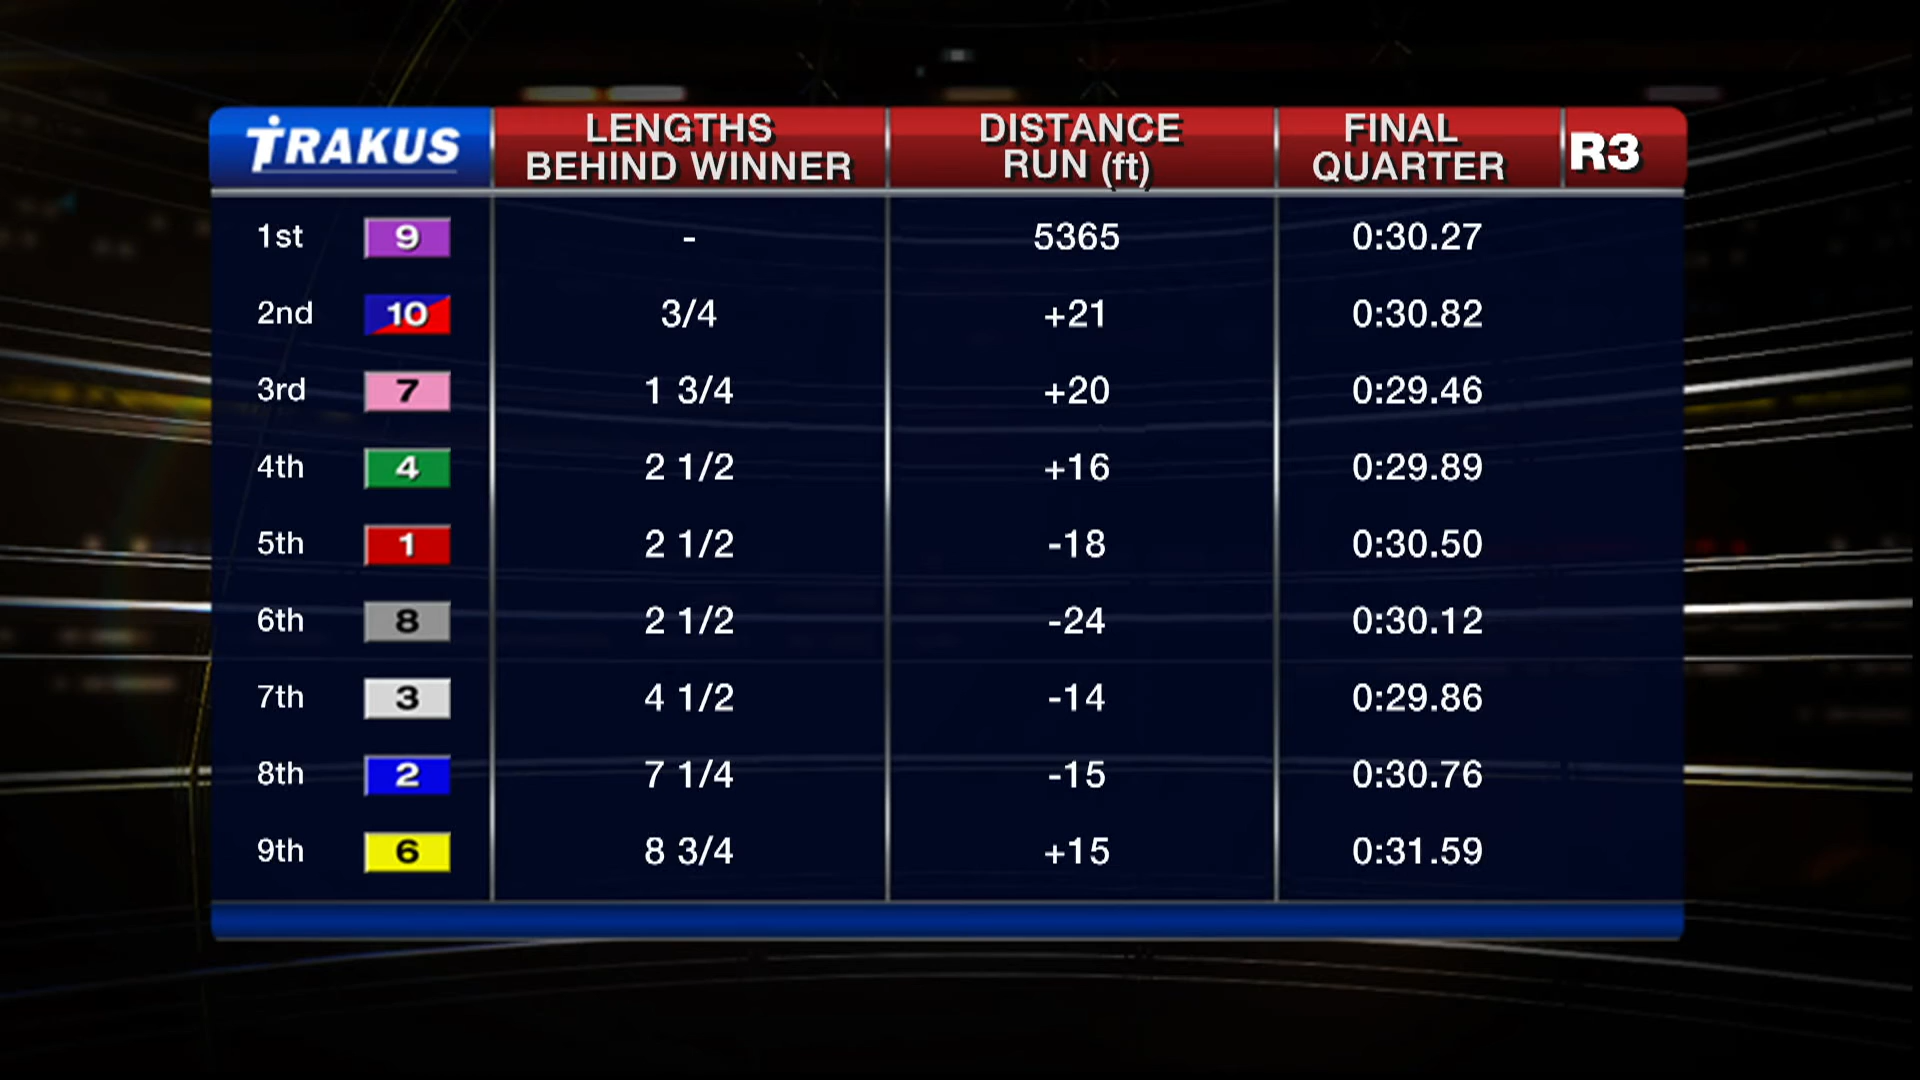 TRAKUS
LENGTHS BEHIND WINNER
DISTANCE RUN (ft)
FINAL QUARTER
R3
1st 9 - 5365 0:30.27
2nd 10 3/4 +21 0:30.82
3rd 7 1 3/4 +20 0:29.46
4th 4 2 1/2 +16 0:29.89
5th 1 2 1/2 -18 0:30.50
6th 8 2 1/2 -24 0:30.12
7th 3 4 1/2 -14 0:29.86
8th 2 7 1/4 -15 0:30.76
9th 6 8 3/4 +15 0:31.59